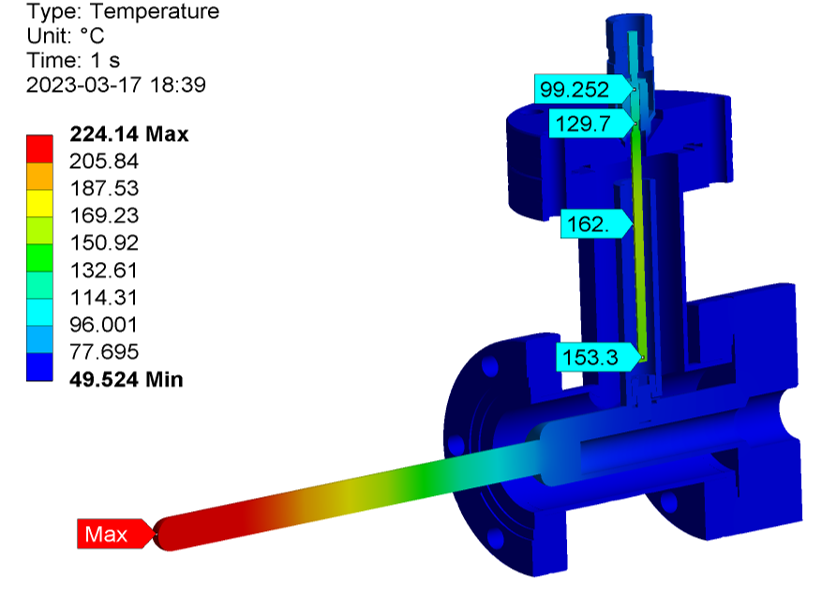 Type: Temperature
Unit: °C
Time: 1 s
2023-03-17 18:39
224.14 Max
205.84
187.53
169.23
150.92
132.61
114.31
96.001
77.695
49.524 Min
99.252
129.7
162.
153.3
Max